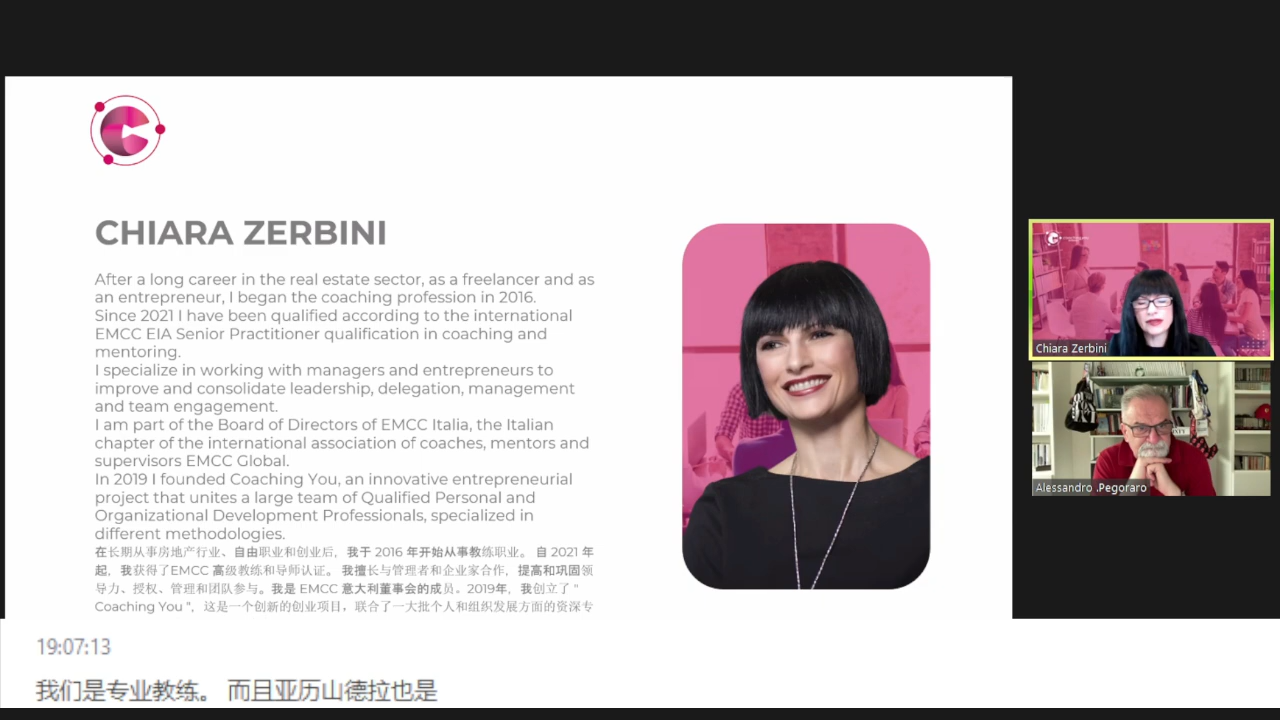 CHIARA ZERBINI
After a long career in the real estate sector, as a freelancer and as
an entrepreneur, I began the coaching profession in 2016.
Since 2021 I have been qualified according to the international
EMCC EIA Senior Practitioner qualification in coaching and
mentoring.
I specialize in working with managers and entrepreneurs to
improve and consolidate leadership, delegation, management
and team engagement.
I am part of the Board of Directors of EMCC Italia, the Italian
chapter of the international association of coaches, mentors and
supervisors EMCC Global.
In 2019 I founded Coaching You, an innovative entrepreneurial
project that unites a large team of Qualified Personal and
Organizational Development Professionals, specialized in
different methodologies.
在长期从事房地产行业、自由职业和创业后，我于 2016 年开始从事教练职业。 自 2021 年
起，我获得了EMCC 高级教练和导师认证。 我擅长与管理者和企业家合作，提高和巩固领
导力、授权、管理和团队参与。我是 EMCC 意大利董事会的成员。2019年，我创立了 "
Coaching You "，这是一个创新的创业项目，联合了一大批个人和组织发展方面的资深专
Chiara Zerbini
Alessandro .Pegoraro
19:07:13
我们是专业教练。 而且亚历山德拉也是